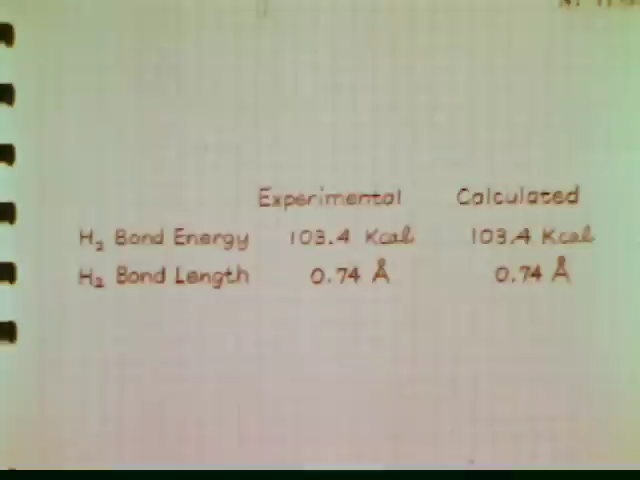 Experimental Calculated
H₂ Bond Energy 103.4 Kcal 103.4 Kcal
H₂ Bond Length 0.74 Å 0.74 Å